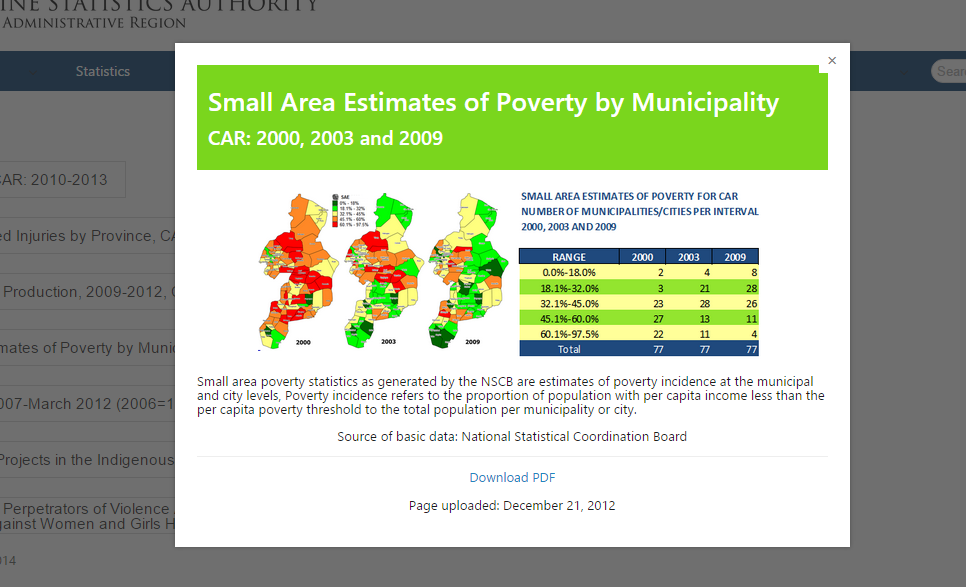 INE STATISTICS AUTHORITY
ADMINISTRATIVE REGION
Statistics
Sear
CAR: 2010-2013
ed Injuries by Province, CA
Production, 2009-2012, C
mates of Poverty by Muni
007-March 2012 (2006=1
Projects in the Indigenous
Perpetrators of Violence
gainst Women and Girls H
014
×
Small Area Estimates of Poverty by Municipality
CAR: 2000, 2003 and 2009
SAE
0% - 18%
18.1% - 32%
32.1% - 45%
45.1% - 60%
60.1% - 97.5%
2000
2003
2009
SMALL AREA ESTIMATES OF POVERTY FOR CAR
NUMBER OF MUNICIPALITIES/CITIES PER INTERVAL
2000, 2003 AND 2009
RANGE 2000 2003 2009
0.0%-18.0% 2 4 8
18.1%-32.0% 3 21 28
32.1%-45.0% 23 28 26
45.1%-60.0% 27 13 11
60.1%-97.5% 22 11 4
Total 77 77 77
Small area poverty statistics as generated by the NSCB are estimates of poverty incidence at the municipal
and city levels, Poverty incidence refers to the proportion of population with per capita income less than the
per capita poverty threshold to the total population per municipality or city.
Source of basic data: National Statistical Coordination Board
Download PDF
Page uploaded: December 21, 2012